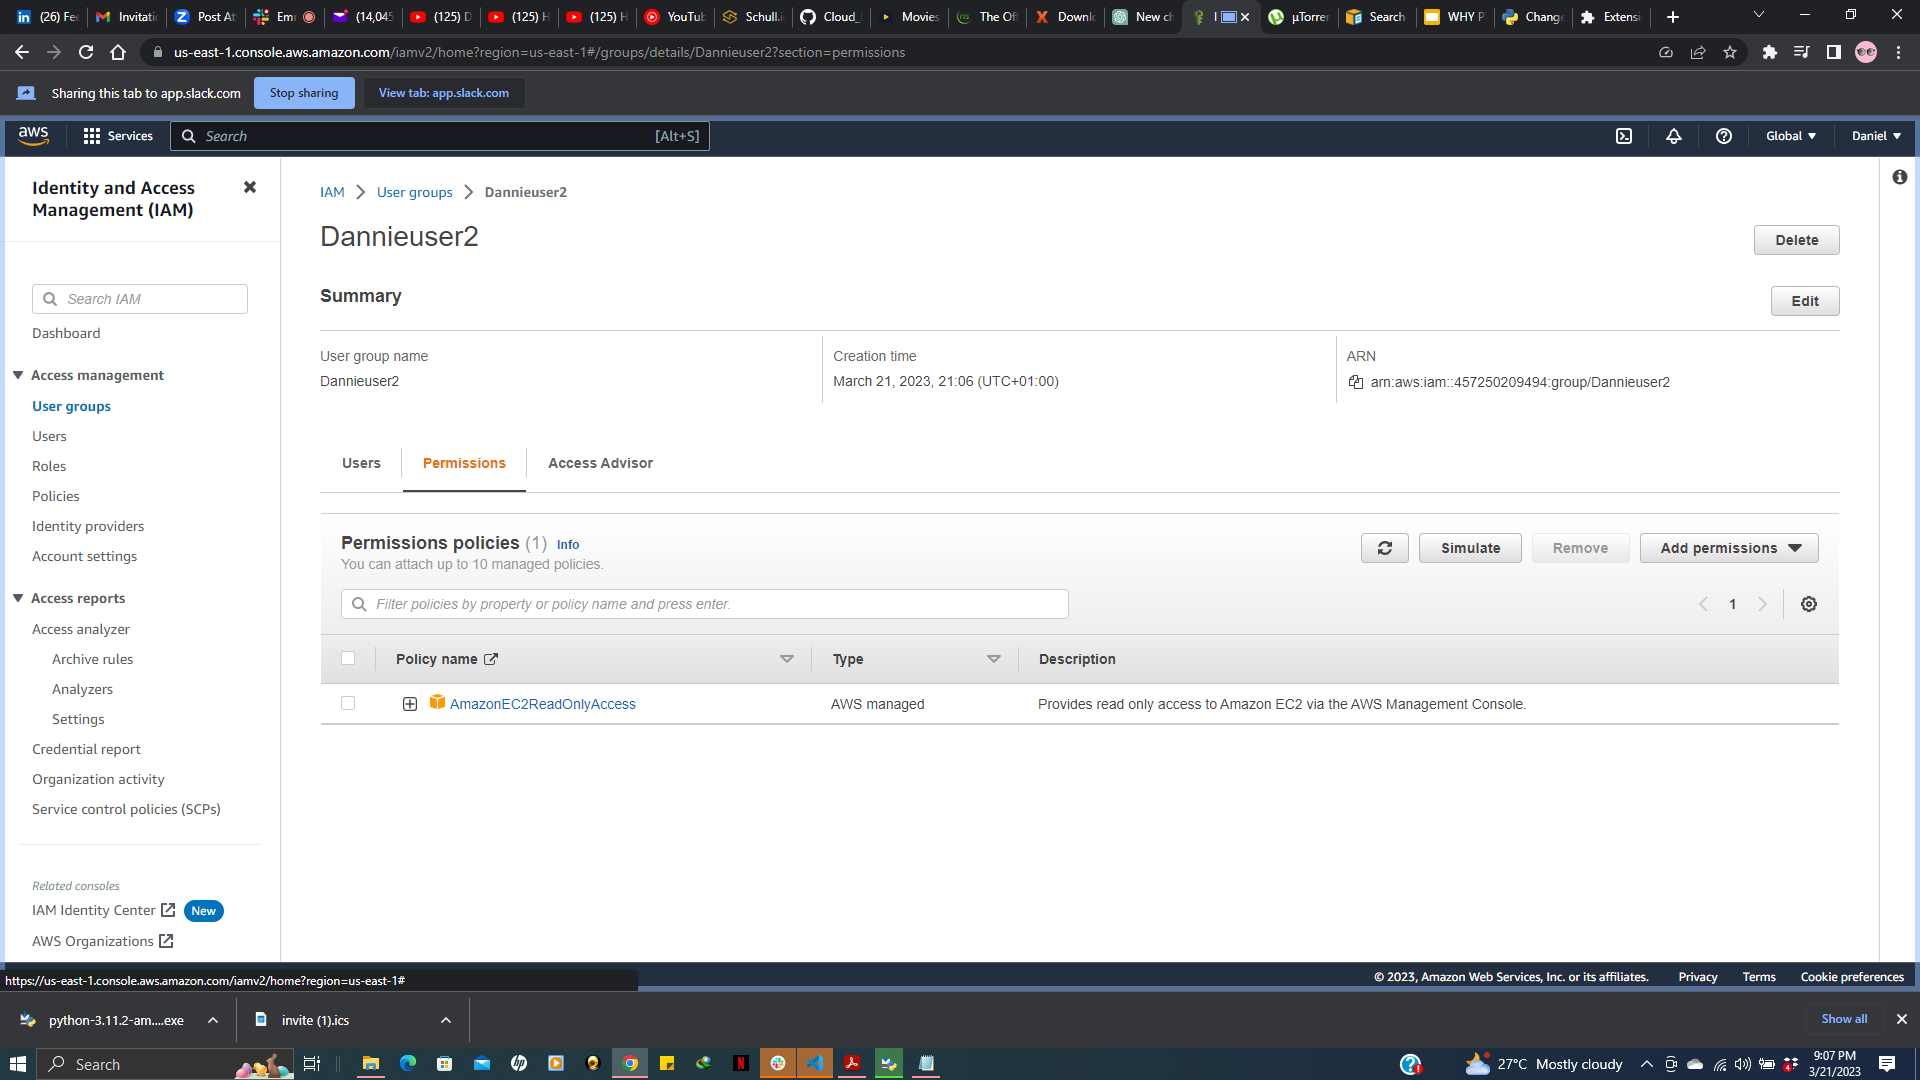 (26) Fee
Invitatio
Post At
Em
(14,045
(125) D
(125) H
(125) H
YouTub
Schull.i
Cloud_
Movies
The Off
Downlo
New ch
I
µTorren
Search
WHY P
Change
Extensi
us-east-1.console.aws.amazon.com/iamv2/home?region=us-east-1#/groups/details/Dannieuser2?section=permissions
Sharing this tab to app.slack.com
Stop sharing
View tab: app.slack.com
aws
Services
Search
[Alt+S]
Global
Daniel
Identity and Access
Management (IAM)
Search IAM
Dashboard
Access management
User groups
Users
Roles
Policies
Identity providers
Account settings
Access reports
Access analyzer
Archive rules
Analyzers
Settings
Credential report
Organization activity
Service control policies (SCPs)
Related consoles
IAM Identity Center
New
AWS Organizations
IAM
User groups
Dannieuser2
Dannieuser2
Delete
Summary
Edit
User group name
Dannieuser2
Creation time
March 21, 2023, 21:06 (UTC+01:00)
ARN
arn:aws:iam::457250209494:group/Dannieuser2
Users
Permissions
Access Advisor
Permissions policies (1) Info
You can attach up to 10 managed policies.
Simulate
Remove
Add permissions
Filter policies by property or policy name and press enter.
1
Policy name
Type
Description
AmazonEC2ReadOnlyAccess
AWS managed
Provides read only access to Amazon EC2 via the AWS Management Console.
https://us-east-1.console.aws.amazon.com/iamv2/home?region=us-east-1#
© 2023, Amazon Web Services, Inc. or its affiliates.
Privacy
Terms
Cookie preferences
python-3.11.2-am....exe
invite (1).ics
Show all
Search
27°C Mostly cloudy
9:07 PM
3/21/2023